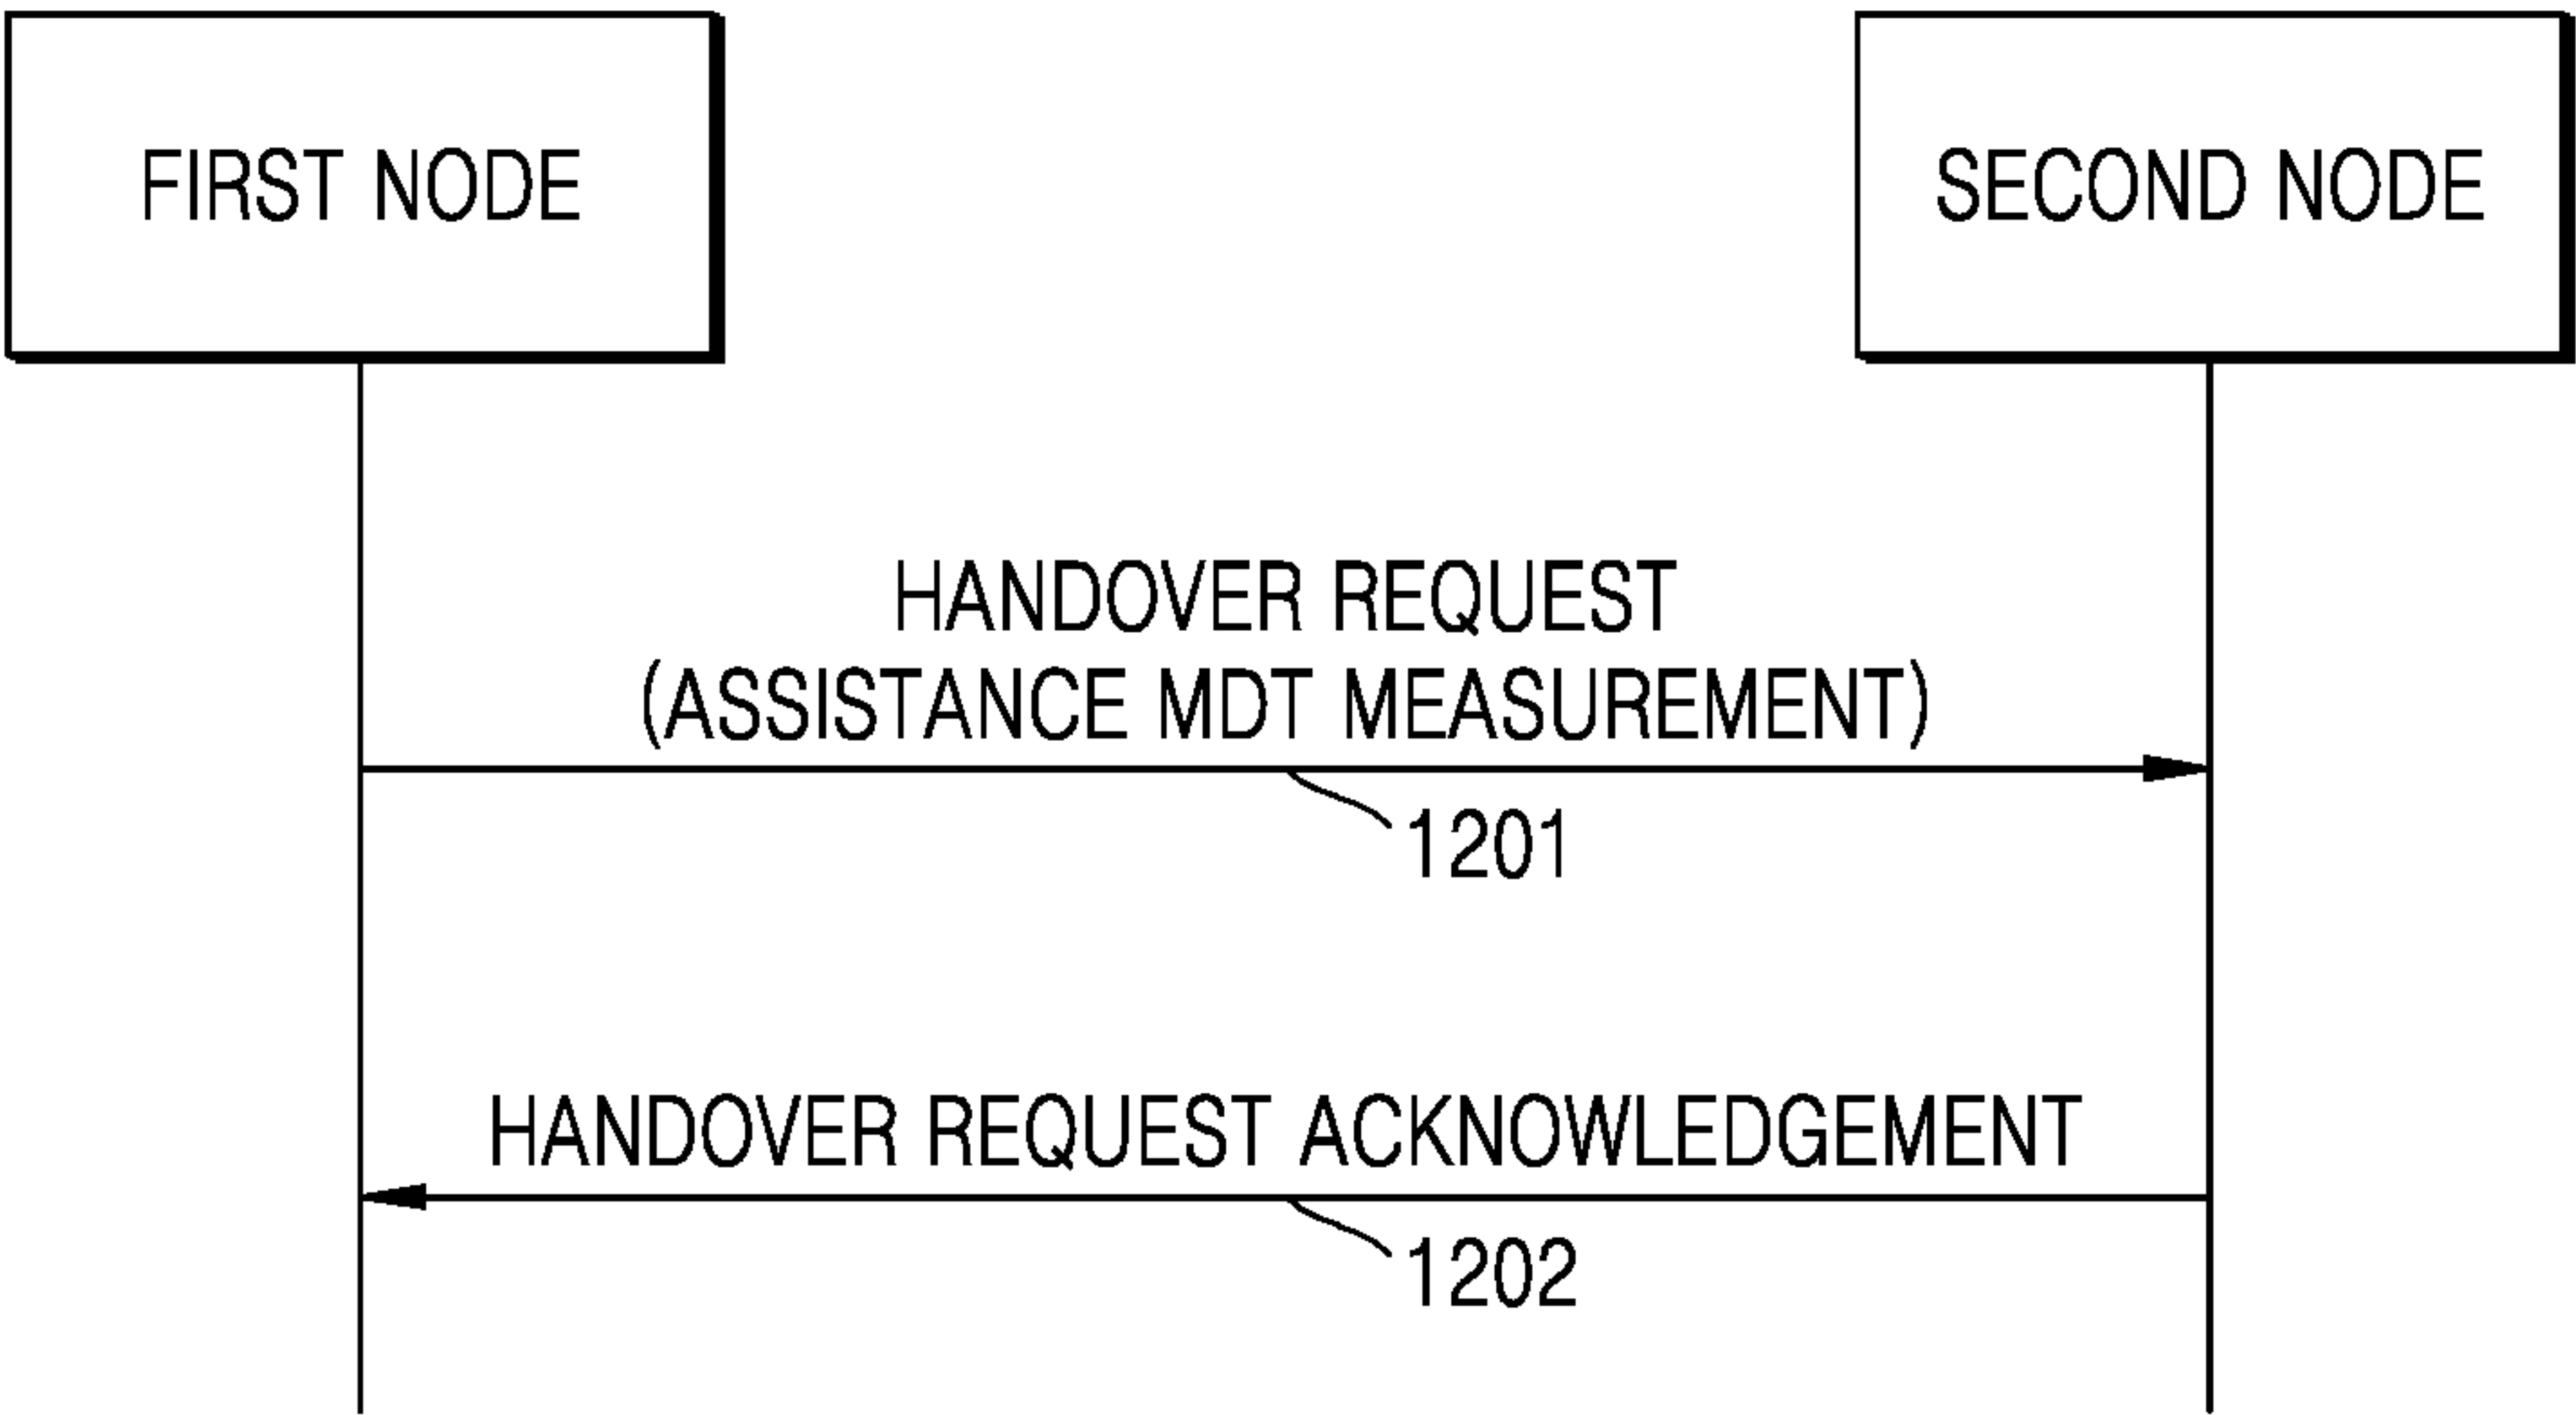 FIRST NODE
SECOND NODE
HANDOVER REQUEST
(ASSISTANCE MDT MEASUREMENT)
1201
HANDOVER REQUEST ACKNOWLEDGEMENT
1202